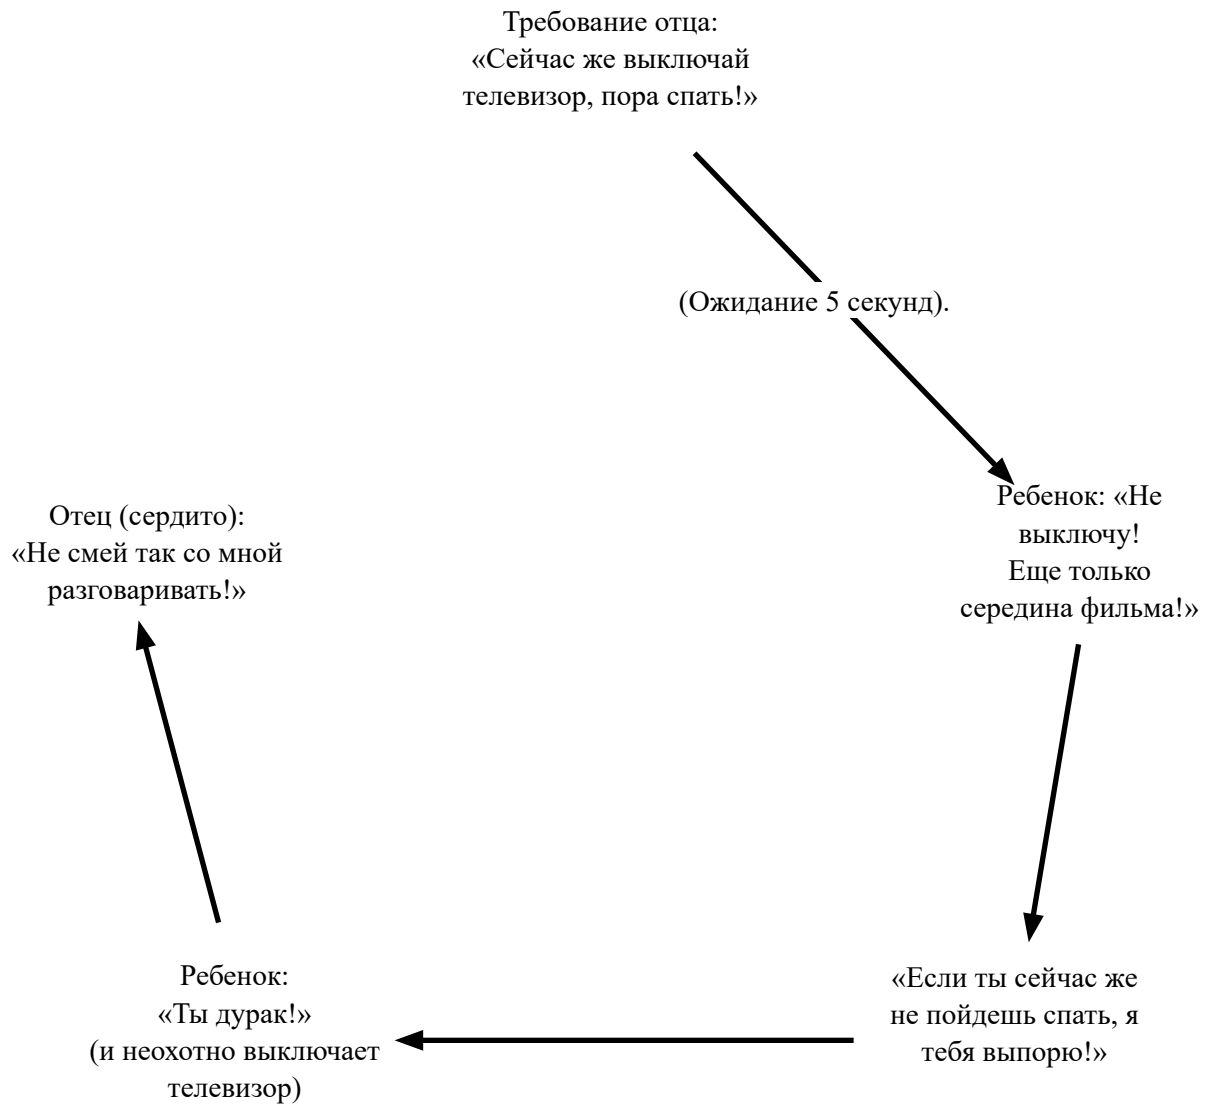 Требование отца:
«Сейчас же выключай
телевизор, пора спать!»
(Ожидание 5 секунд).
Ребенок: «Не
выключу!
Еще только
середина фильма!»
«Если ты сейчас же
не пойдешь спать, я
тебя выпорю!»
Ребенок:
«Ты дурак!»
(и неохотно выключает
телевизор)
Отец (сердито):
«Не смей так со мной
разговаривать!»